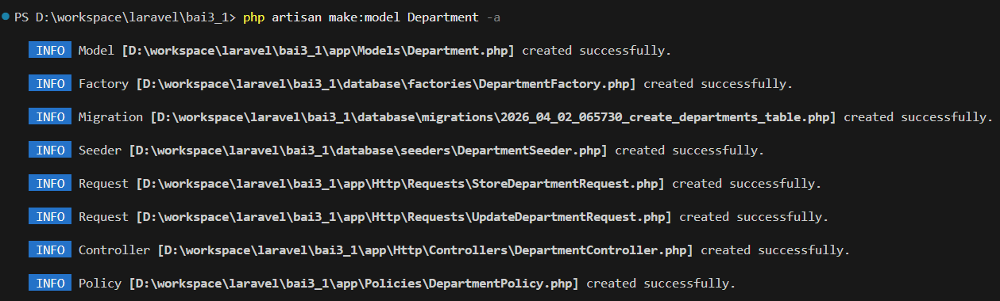 PS D:\workspace\laravel\bai3_1> php artisan make:model Department -a
INFO Model [D:\workspace\laravel\bai3_1\app\Models\Department.php] created successfully.
INFO Factory [D:\workspace\laravel\bai3_1\database\factories\DepartmentFactory.php] created successfully.
INFO Migration [D:\workspace\laravel\bai3_1\database\migrations\2026_04_02_065730_create_departments_table.php] created successfully.
INFO Seeder [D:\workspace\laravel\bai3_1\database\seeders\DepartmentSeeder.php] created successfully.
INFO Request [D:\workspace\laravel\bai3_1\app\Http\Requests\StoreDepartmentRequest.php] created successfully.
INFO Request [D:\workspace\laravel\bai3_1\app\Http\Requests\UpdateDepartmentRequest.php] created successfully.
INFO Controller [D:\workspace\laravel\bai3_1\app\Http\Controllers\DepartmentController.php] created successfully.
INFO Policy [D:\workspace\laravel\bai3_1\app\Policies\DepartmentPolicy.php] created successfully.